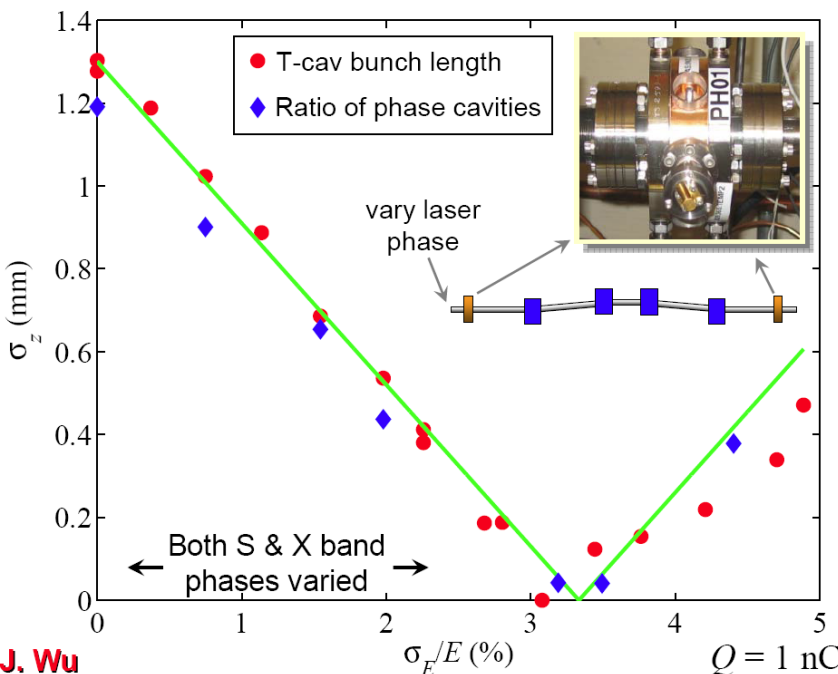 1.4
1.2
1
0.8
0.6
0.4
0.2
0
σz (mm)
T-cav bunch length
Ratio of phase cavities
PH01
vary laser
phase
Both S & X band
phases varied
0
1
2
3
4
5
σE/E (%)
Q = 1 nC
J. Wu